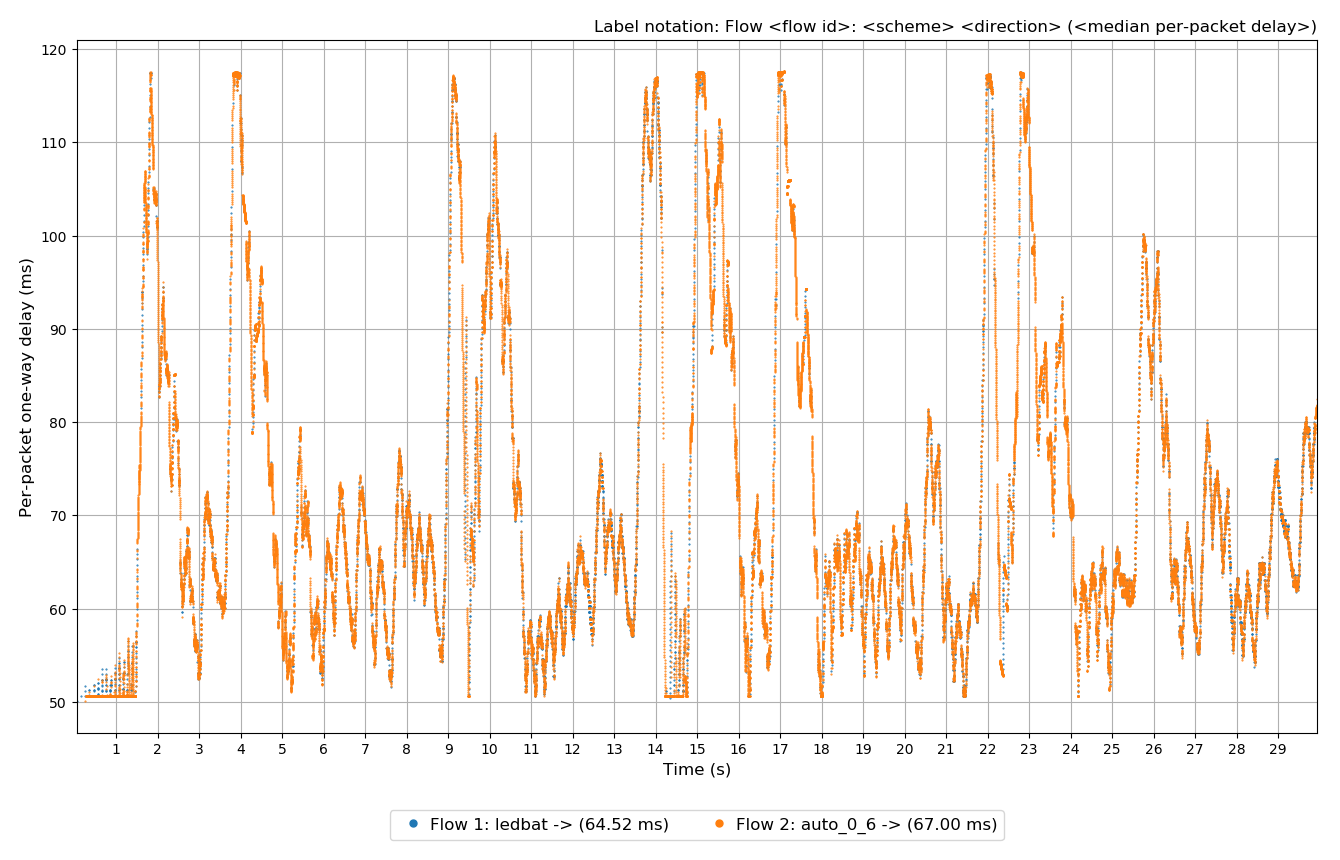 Label notation: Flow <flow id>: <scheme> <direction> (<median per-packet delay>)
120
110
100
90
80
70
60
50
Per-packet one-way delay (ms)
1 2 3 4 5 6 7 8 9 10 11 12 13 14 15 16 17 18 19 20 21 22 23 24 25 26 27 28 29
Time (s)
Flow 1: ledbat -> (64.52 ms) Flow 2: auto_0_6 -> (67.00 ms)